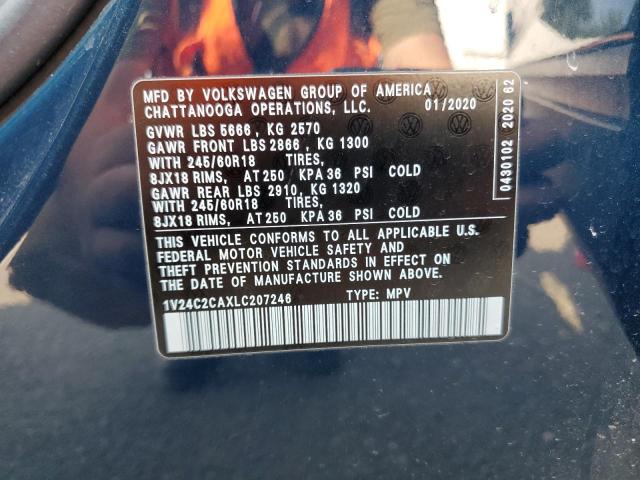 MFD BY VOLKSWAGEN GROUP OF AMERICA
CHATTANOOGA OPERATIONS, LLC. 01/2020
GVWR LBS 5666, KG 2570
GAWR FRONT LBS 2866, KG 1300
WITH 245/60R18 TIRES,
8JX18 RIMS, AT 250 / KPA 36 PSI COLD
GAWR REAR LBS 2910, KG 1320
WITH 245/60R18 TIRES,
8JX18 RIMS, AT 250 KPA 36 PSI COLD
THIS VEHICLE CONFORMS TO ALL APPLICABLE U.S.
FEDERAL MOTOR VEHICLE SAFETY AND
THEFT PREVENTION STANDARDS IN EFFECT ON
THE DATE OF MANUFACTURE SHOWN ABOVE.
1V24C2CAXLC207246 TYPE: MPV
0430102 2020 62